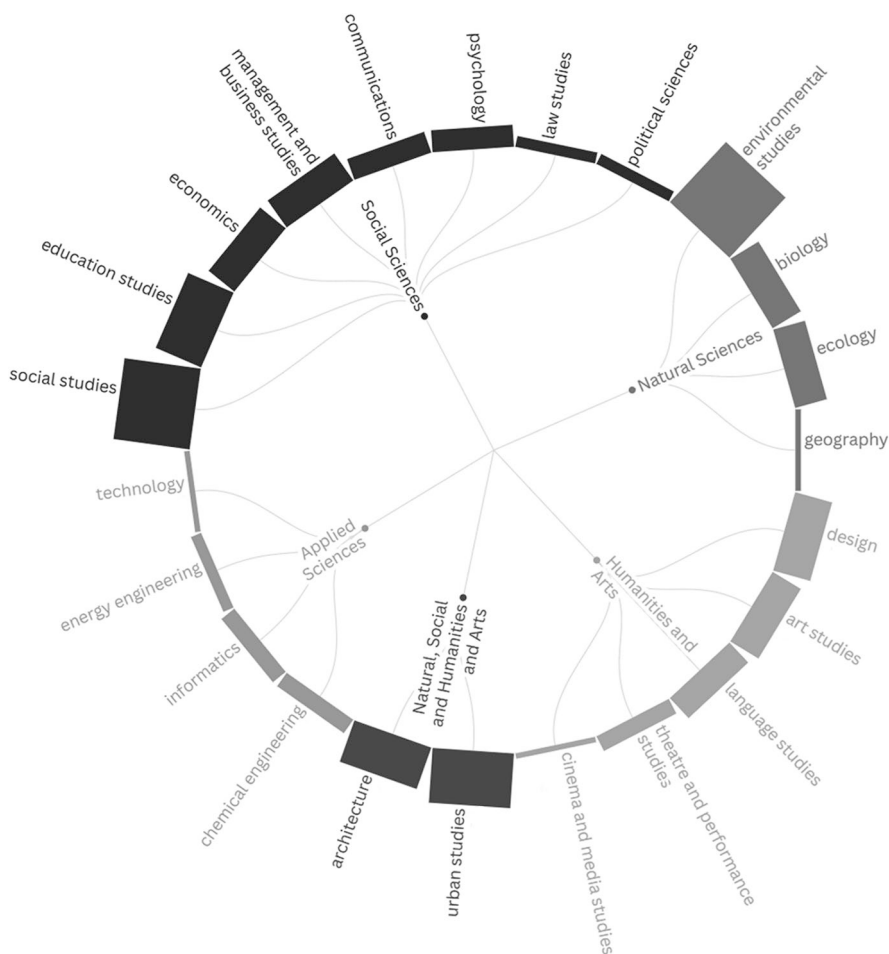 psychology
communications
law studies
political sciences
management and
business studies
environmental
studies
economics
Social Sciences
biology
education studies
ecology
Natural Sciences
social studies
geography
technology
design
Applied
Sciences
Humanities and
Arts
energy engineering
art studies
Natural, Social
and Humanities
and Arts
informatics
language studies
chemical engineering
theatre and performance
studies
architecture
urban studies
cinema and media studies